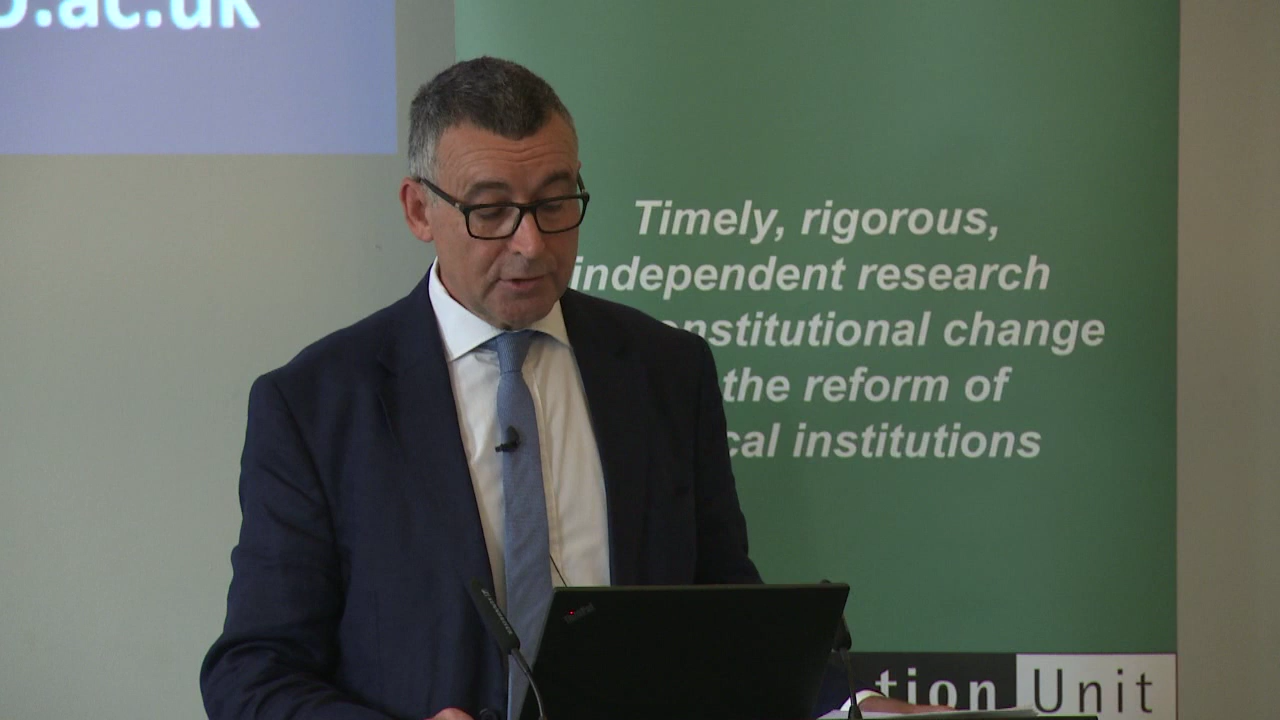 .ac.uk
Timely, rigorous,
independent research
onstitutional change
the reform of
cal institutions
tion Unit